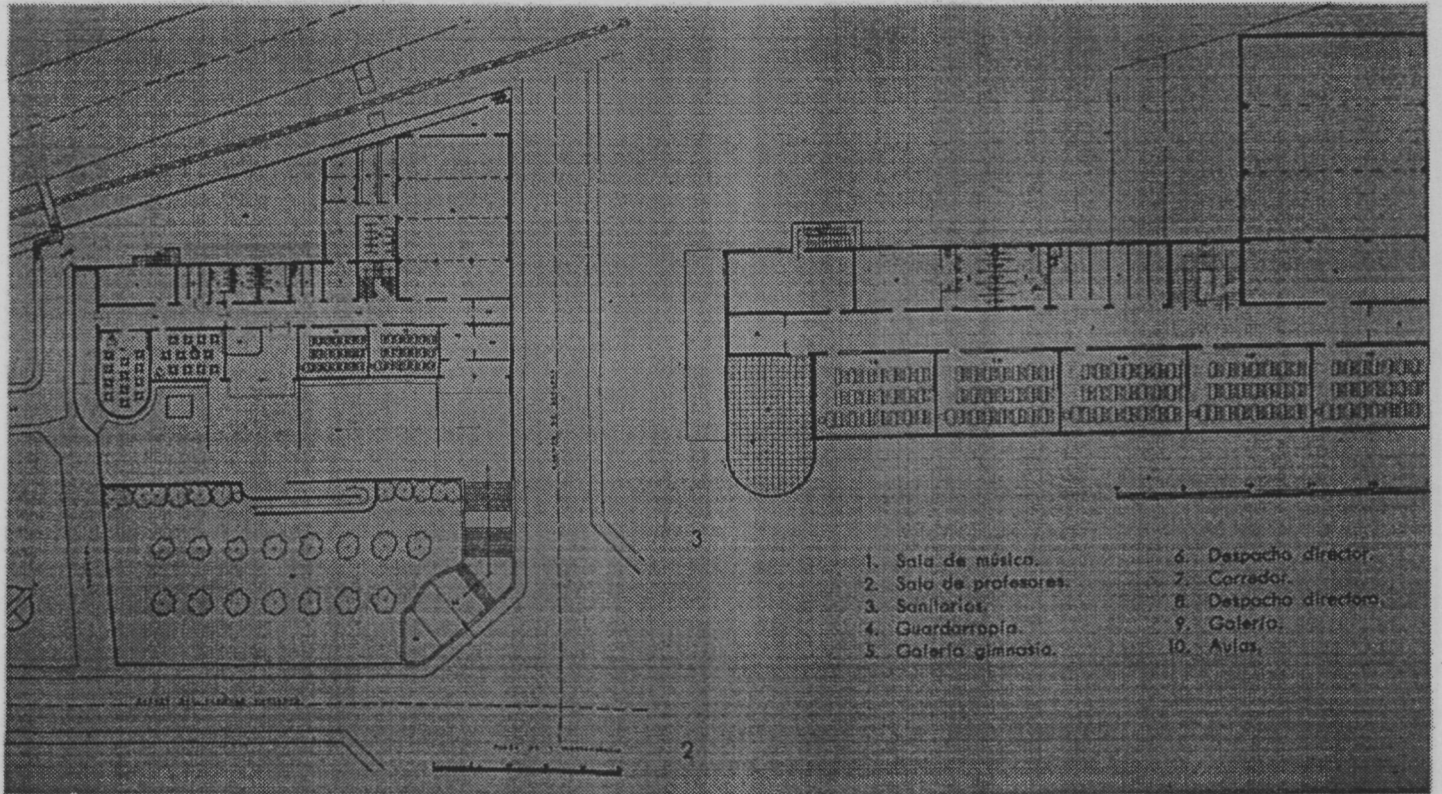 3
1. Sala de música.
2. Sala de profesores.
3. Sanitarios.
4. Guardarropía.
5. Galería gimnasia.
6. Despacho director.
7. Corredor.
8. Despacho directora.
9. Galería.
10. Aulas.
2